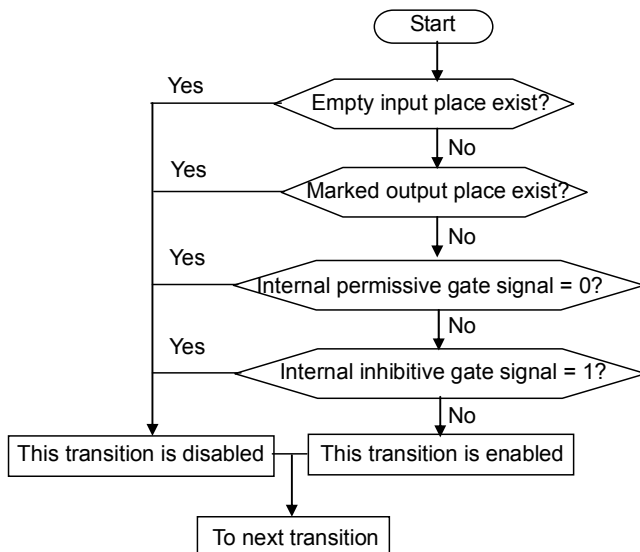 Start
Yes
Empty input place exist?
No
Yes
Marked output place exist?
No
Yes
Internal permissive gate signal = 0?
No
Yes
Internal inhibitive gate signal = 1?
No
This transition is disabled
This transition is enabled
To next transition